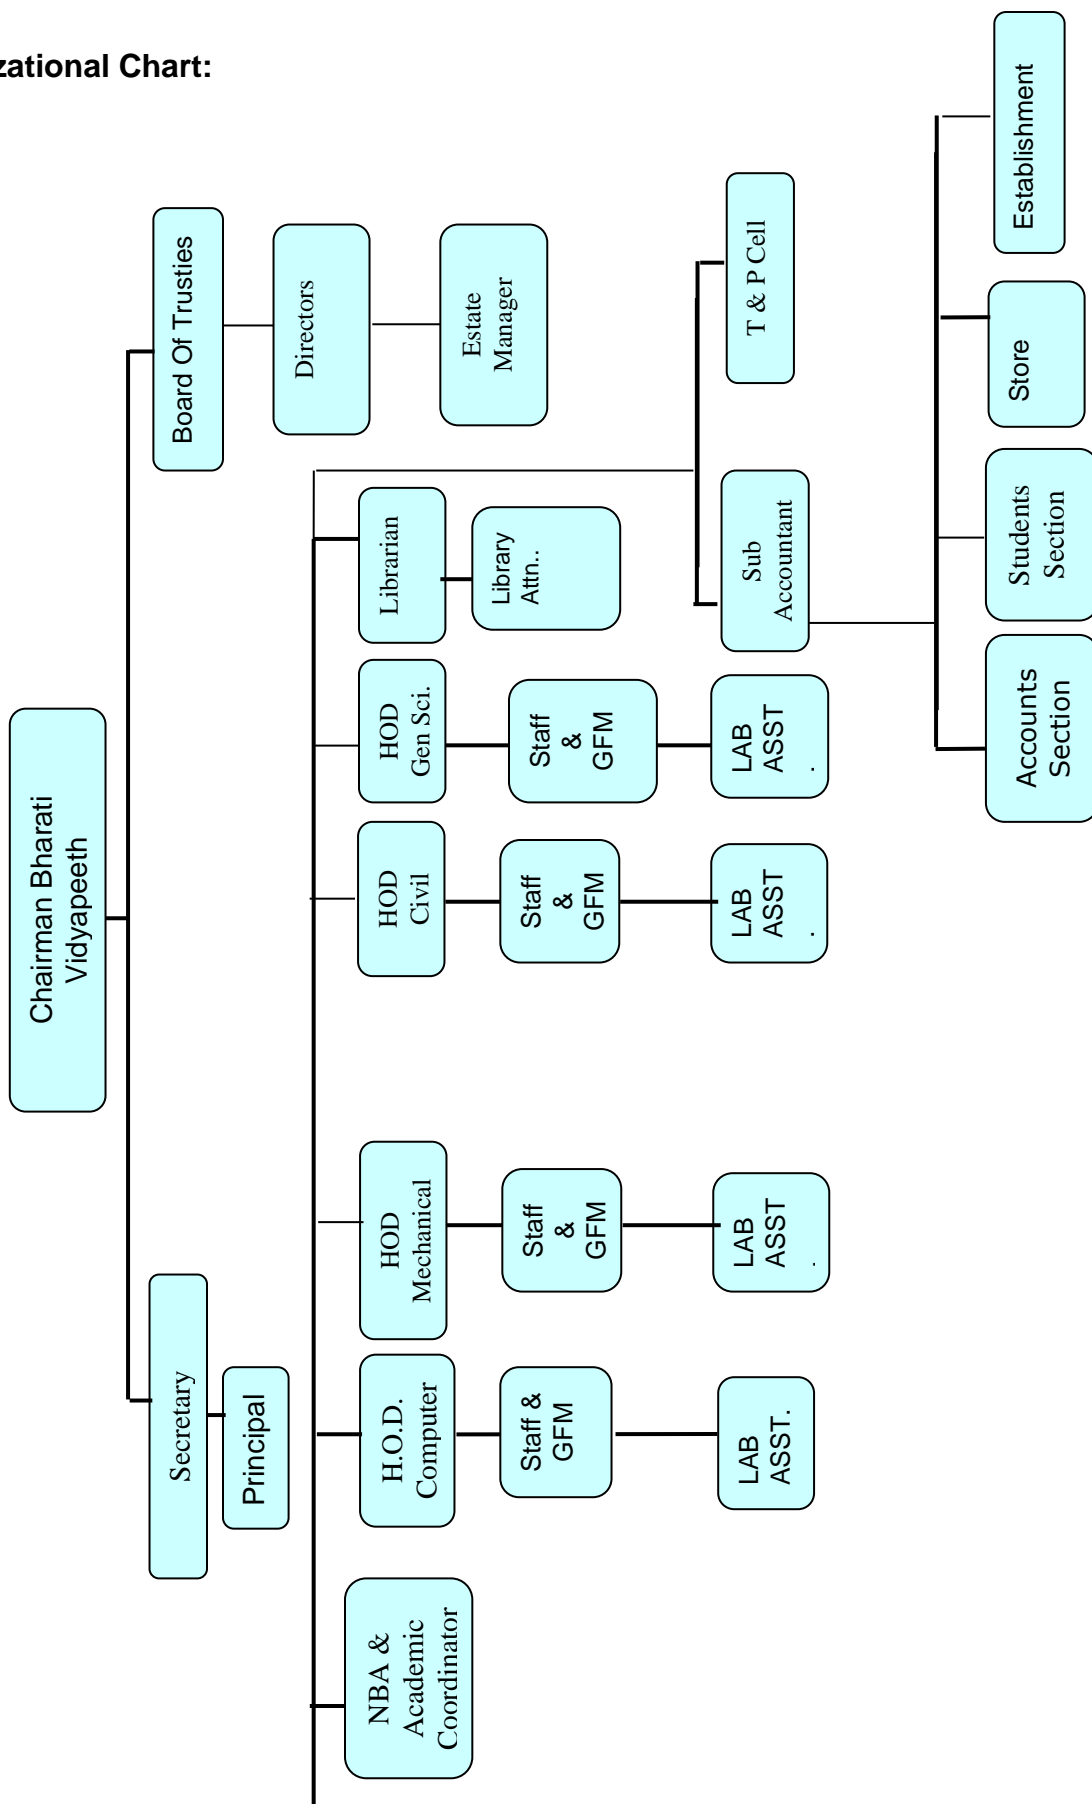 zational Chart:
Chairman Bharati
Vidyapeeth
Secretary
Board Of Trusties
Principal
Directors
Estate
Manager
NBA &
Academic
Coordinator
H.O.D.
Computer
HOD
Mechanical
HOD
Civil
HOD
Gen Sci.
Librarian
Staff &
GFM
Staff
&
GFM
Staff
&
GFM
Staff
&
GFM
Library
Attn..
LAB
ASST.
LAB
ASST
.
LAB
ASST
.
LAB
ASST
.
Sub
Accountant
T & P Cell
Accounts
Section
Students
Section
Store
Establishment